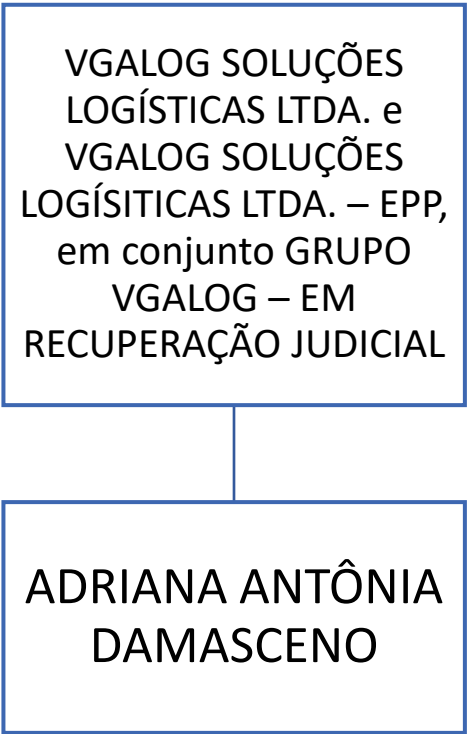 VGALOG SOLUÇÕES
LOGÍSTICAS LTDA. e
VGALOG SOLUÇÕES
LOGÍSITICAS LTDA. – EPP,
em conjunto GRUPO
VGALOG – EM
RECUPERAÇÃO JUDICIAL
ADRIANA ANTÔNIA
DAMASCENO